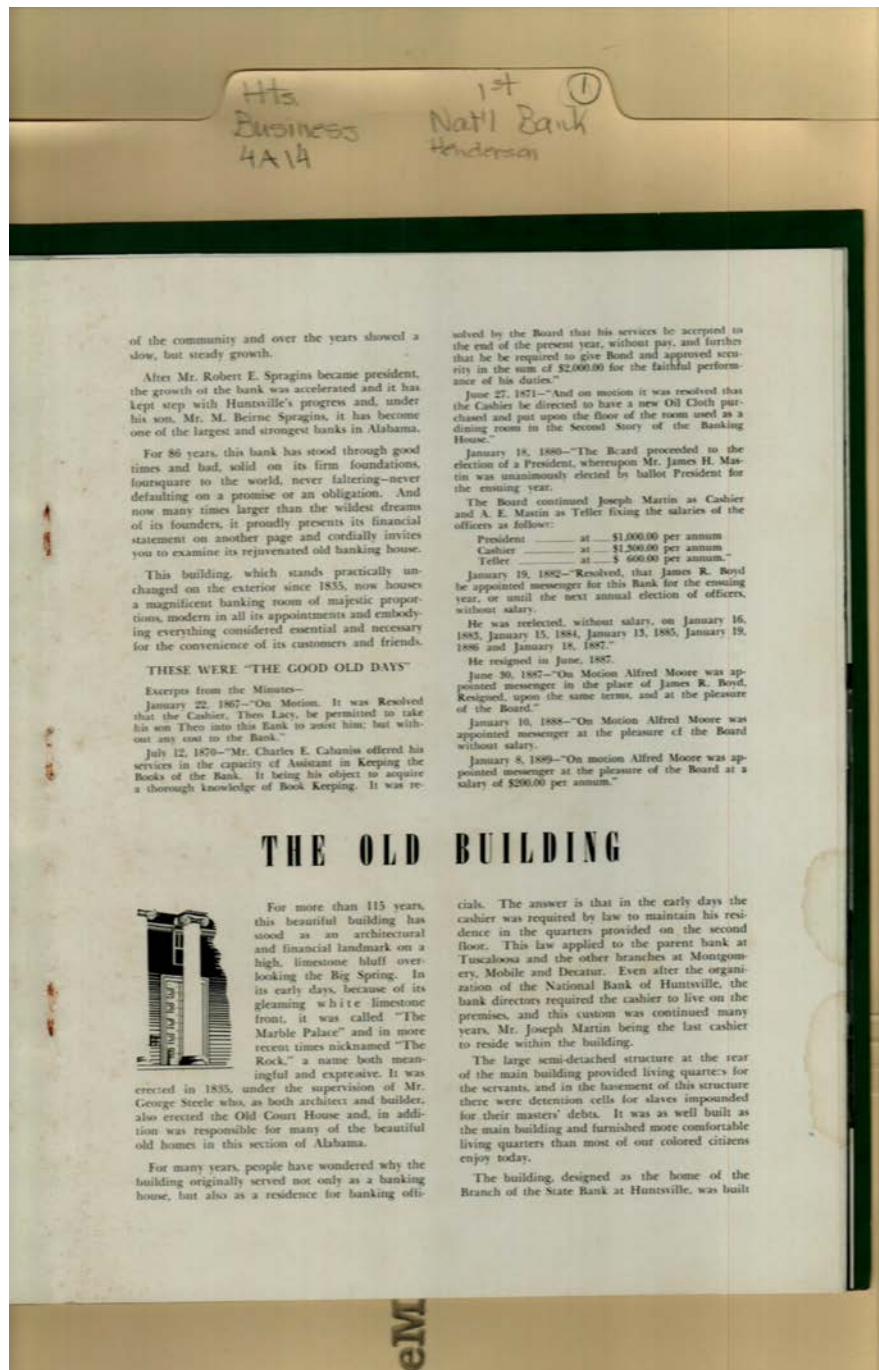 Hts.
Business
4A14
1st
Nat'l Bank
Henderson
1
of the community and over the years showed a
slow, but steady growth.
After Mr. Robert E. Spragins became president,
the growth of the bank was accelerated and it has
kept step with Huntsville's progress and, under
his son, Mr. M. Beirne Spragins, it has become
one of the largest and strongest banks in Alabama.
For 86 years, this bank has stood through good
times and bad, solid on its firm foundations,
foursquare to the world, never faltering—never
defaulting on a promise or an obligation. And
now many times larger than the wildest dreams
of its founders, it proudly presents its financial
statement on another page and cordially invites
you to examine its rejuvenated old banking house.
This building, which stands practically un-
changed on the exterior since 1835, now houses
a magnificent banking room of majestic propor-
tions, modern in all its appointments and embody-
ing everything considered essential and necessary
for the convenience of its customers and friends.
THESE WERE "THE GOOD OLD DAYS"
Excerpts from the Minutes—
January 22, 1867—"On Motion. It was Resolved
that the Cashier, Theo Lacy, be permitted to take
his son Theo into this Bank to assist him; but with-
out any cost to the Bank."
July 12, 1870—"Mr. Charles E. Cabaniss offered his
services in the capacity of Assistant in Keeping the
Books of the Bank. It being his object to acquire
a thorough knowledge of Book Keeping. It was re-
solved by the Board that his services be accepted to
the end of the present year, without pay, and further
that he be required to give Bond and approved secu-
rity in the sum of $2,000.00 for the faithful perform-
ance of his duties."
June 27, 1871—"And on motion it was resolved that
the Cashier be directed to have a new Oil Cloth pur-
chased and put upon the floor of the room used as a
dining room in the Second Story of the Banking
House."
January 18, 1880—"The Board proceeded to the
election of a President, whereupon Mr. James H. Mas-
tin was unanimously elected by ballot President for
the ensuing year.
The Board continued Joseph Martin as Cashier
and A. E. Mastin as Teller fixing the salaries of the
officers as follows:
President at $1,000.00 per annum
Cashier at $1,500.00 per annum
Teller at $ 600.00 per annum."
January 19, 1882—"Resolved, that James R. Boyd
be appointed messenger for this Bank for the ensuing
year, or until the next annual election of officers,
without salary.
He was reelected, without salary, on January 16,
1883, January 15, 1884, January 13, 1885, January 19,
1886 and January 18, 1887."
He resigned in June, 1887.
June 30, 1887—"On Motion Alfred Moore was ap-
pointed messenger in the place of James R. Boyd,
Resigned, upon the same terms, and at the pleasure
of the Board."
January 10, 1888—"On Motion Alfred Moore was
appointed messenger at the pleasure of the Board
without salary.
January 8, 1889—"On motion Alfred Moore was ap-
pointed messenger at the pleasure of the Board at a
salary of $200.00 per annum."
THE OLD BUILDING
For more than 115 years,
this beautiful building has
stood as an architectural
and financial landmark on a
high, limestone bluff over-
looking the Big Spring. In
its early days, because of its
gleaming white limestone
front, it was called "The
Marble Palace" and in more
recent times nicknamed "The
Rock," a name both mean-
ingful and expressive. It was
erected in 1835, under the supervision of Mr.
George Steele who, as both architect and builder,
also erected the Old Court House and, in addi-
tion was responsible for many of the beautiful
old homes in this section of Alabama.
For many years, people have wondered why the
building originally served not only as a banking
house, but also as a residence for banking offi-
cials. The answer is that in the early days the
cashier was required by law to maintain his resi-
dence in the quarters provided on the second
floor. This law applied to the parent bank at
Tuscaloosa and the other branches at Montgom-
ery, Mobile and Decatur. Even after the organi-
zation of the National Bank of Huntsville, the
bank directors required the cashier to live on the
premises, and this custom was continued many
years, Mr. Joseph Martin being the last cashier
to reside within the building.
The large semi-detached structure at the rear
of the main building provided living quarters for
the servants, and in the basement of this structure
there were detention cells for slaves impounded
for their masters' debts. It was as well built as
the main building and furnished more comfortable
living quarters than most of our colored citizens
enjoy today.
The building, designed as the home of the
Branch of the State Bank at Huntsville, was built
eM